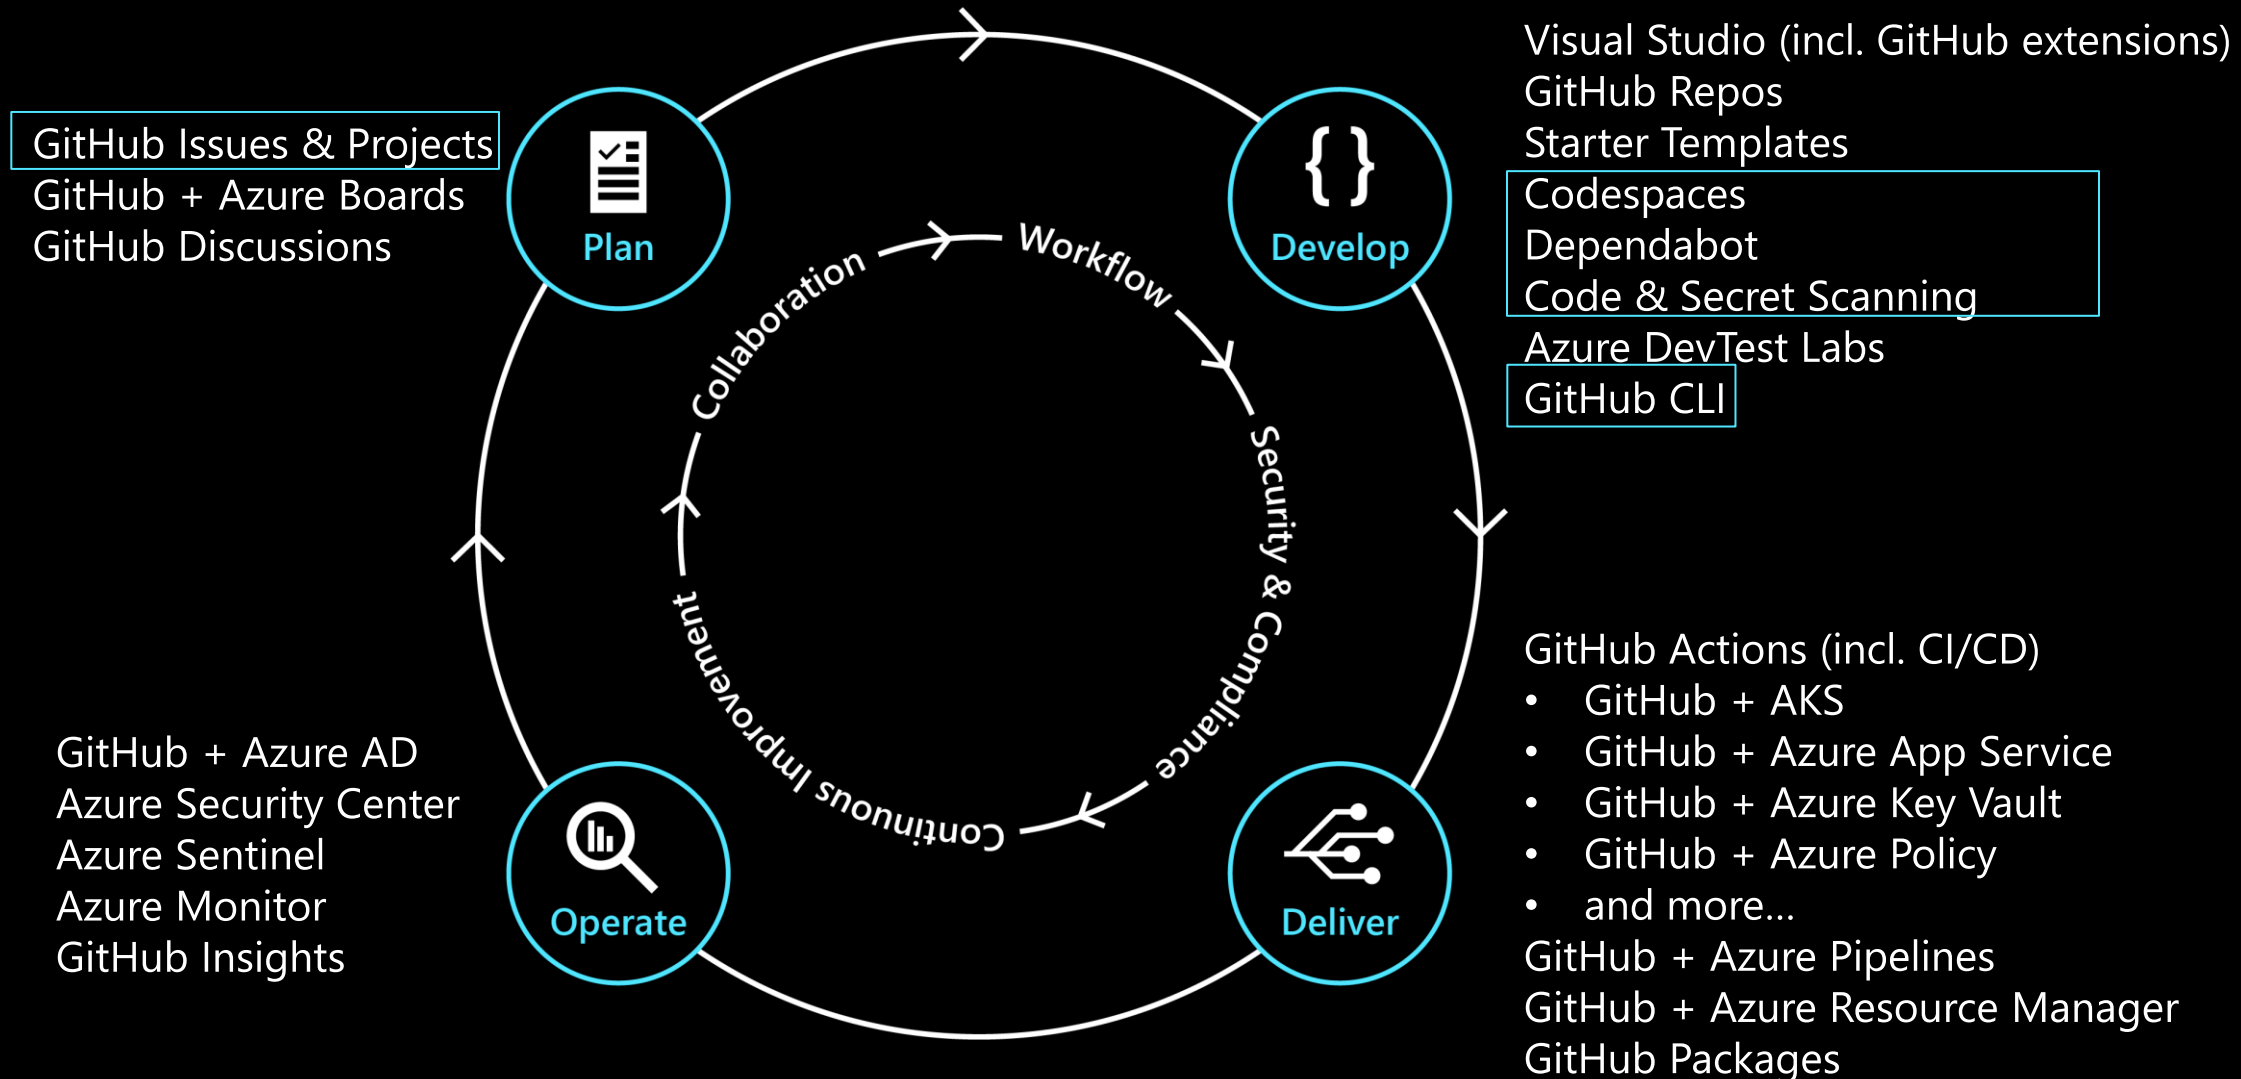 GitHub Issues & Projects
GitHub + Azure Boards
GitHub Discussions
Plan
Develop
Visual Studio (incl. GitHub extensions)
GitHub Repos
Starter Templates
Codespaces
Dependabot
Code & Secret Scanning
Azure DevTest Labs
GitHub CLI
Collaboration
Workflow
Security & Compliance
Continuous Improvement
GitHub + Azure AD
Azure Security Center
Azure Sentinel
Azure Monitor
GitHub Insights
Operate
Deliver
GitHub Actions (incl. CI/CD)
• GitHub + AKS
• GitHub + Azure App Service
• GitHub + Azure Key Vault
• GitHub + Azure Policy
• and more...
GitHub + Azure Pipelines
GitHub + Azure Resource Manager
GitHub Packages